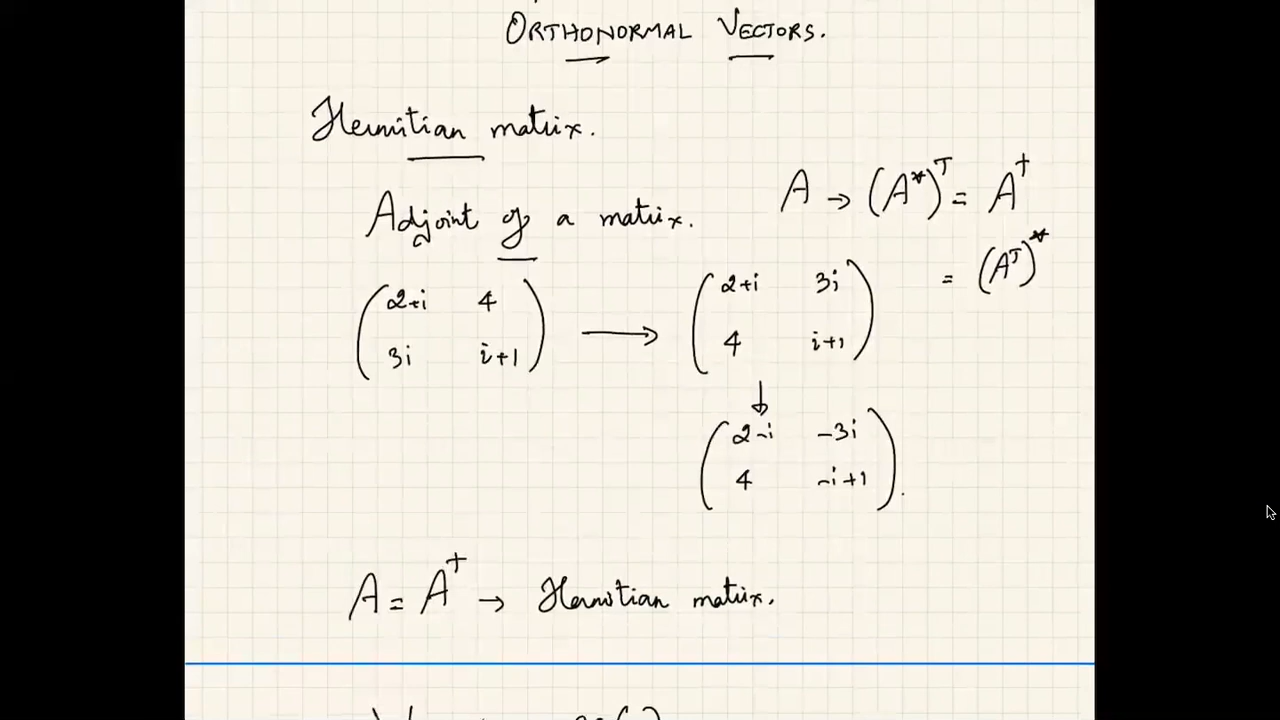 ORTHONORMAL VECTORS.
Hermitian matrix.
Adjoint of a matrix.
A → (A*)ᵀ = A†
= (Aᵀ)*
2+i 4
3i i+1
→
2+i 3i
4 i+1
↓
2-i -3i
4 -i+1
A = A† → Hermitian matrix.